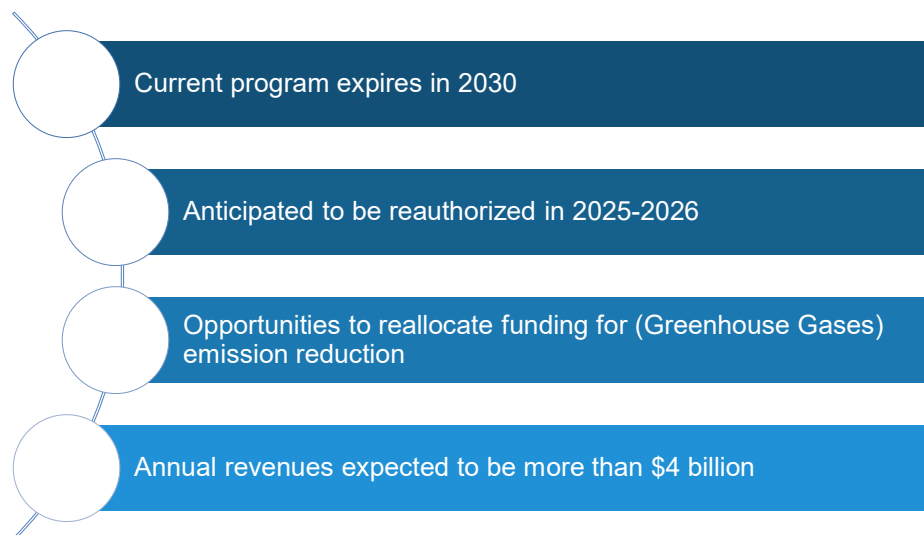 Current program expires in 2030
Anticipated to be reauthorized in 2025-2026
Opportunities to reallocate funding for (Greenhouse Gases)
emission reduction
Annual revenues expected to be more than $4 billion